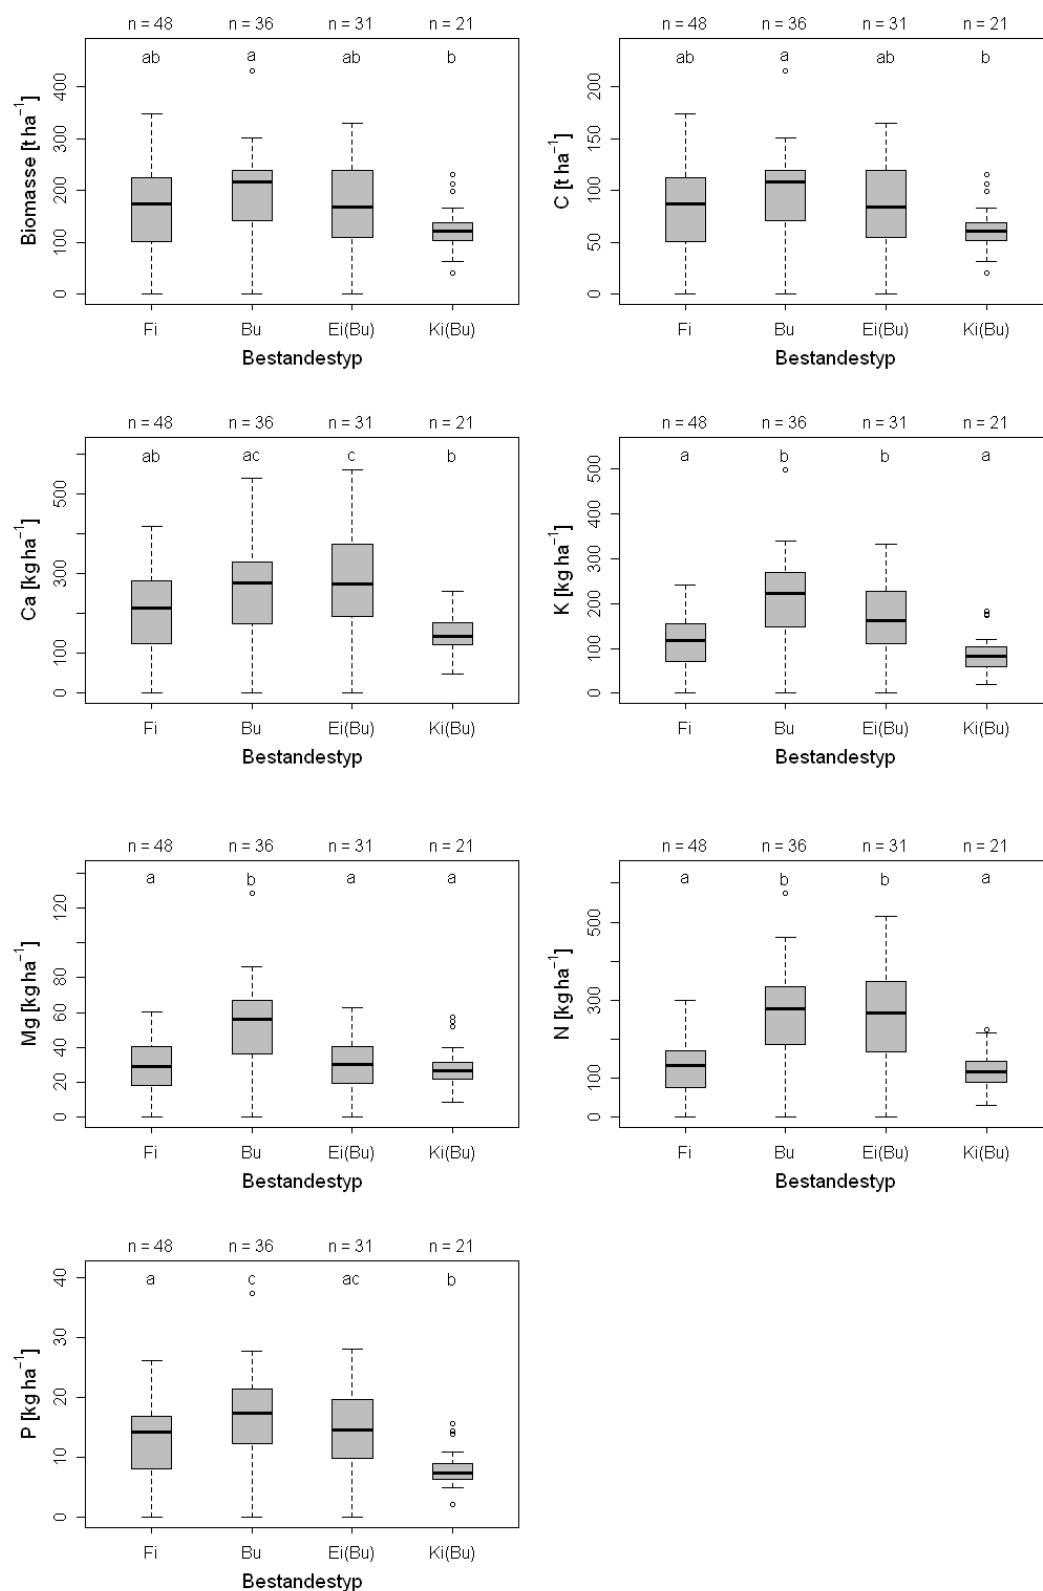 n = 48 n = 36 n = 31 n = 21
ab a ab b
Biomasse [t ha⁻¹]
400
300
200
100
0
Fi Bu Ei(Bu) Ki(Bu)
Bestandestyp
n = 48 n = 36 n = 31 n = 21
ab a ab b
C [t ha⁻¹]
200
150
100
50
0
Fi Bu Ei(Bu) Ki(Bu)
Bestandestyp
n = 48 n = 36 n = 31 n = 21
ab ac c b
Ca [kg ha⁻¹]
500
300
100
0
Fi Bu Ei(Bu) Ki(Bu)
Bestandestyp
n = 48 n = 36 n = 31 n = 21
a b b a
K [kg ha⁻¹]
500
400
300
200
100
0
Fi Bu Ei(Bu) Ki(Bu)
Bestandestyp
n = 48 n = 36 n = 31 n = 21
a b a a
Mg [kg ha⁻¹]
120
80
60
40
20
0
Fi Bu Ei(Bu) Ki(Bu)
Bestandestyp
n = 48 n = 36 n = 31 n = 21
a b b a
N [kg ha⁻¹]
500
300
100
0
Fi Bu Ei(Bu) Ki(Bu)
Bestandestyp
n = 48 n = 36 n = 31 n = 21
a c ac b
P [kg ha⁻¹]
40
30
20
10
0
Fi Bu Ei(Bu) Ki(Bu)
Bestandestyp